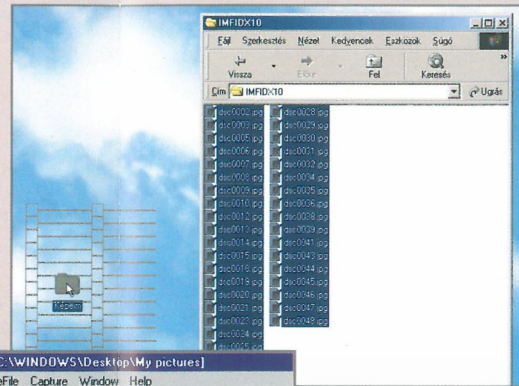 IMFIDX10
Fájl Szerkesztés Nézet Kedvencek Eszközök Súgó
Vissza Előre Fel Keresés
Cím IMFIDX10 Ugrás
dsc0002.jpg
dsc0003.jpg
dsc0005.jpg
dsc0006.jpg
dsc0007.jpg
dsc0008.jpg
dsc0009.jpg
dsc0010.jpg
dsc0012.jpg
dsc0013.jpg
dsc0014.jpg
dsc0015.jpg
dsc0018.jpg
dsc0019.jpg
dsc0020.jpg
dsc0021.jpg
dsc0023.jpg
dsc0024.jpg
dsc0025.jpg
dsc0028.jpg
dsc0029.jpg
dsc0030.jpg
dsc0031.jpg
dsc0032.jpg
dsc0034.jpg
dsc0035.jpg
dsc0036.jpg
dsc0038.jpg
dsc0039.jpg
dsc0041.jpg
dsc0043.jpg
dsc0044.jpg
dsc0045.jpg
dsc0046.jpg
dsc0047.jpg
dsc0048.jpg
Képeim
C:\WINDOWS\Desktop\My pictures]
eFile Capture Window Help